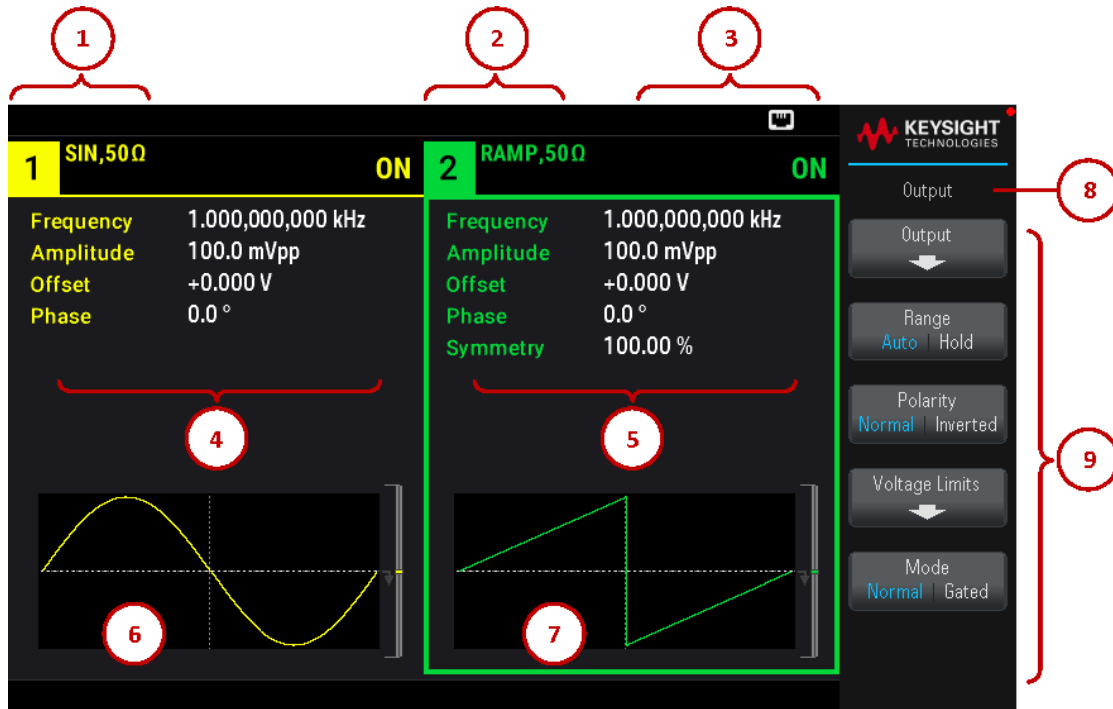 1
2
3
KEYSIGHT
TECHNOLOGIES
1
SIN,50Ω
ON
2
RAMP,50Ω
ON
Output
8
Frequency 1.000,000,000 kHz
Amplitude 100.0 mVpp
Offset +0.000 V
Phase 0.0 °
4
Frequency 1.000,000,000 kHz
Amplitude 100.0 mVpp
Offset +0.000 V
Phase 0.0 °
Symmetry 100.00 %
5
6
7
Output
Range
Auto | Hold
Polarity
Normal | Inverted
Voltage Limits
Mode
Normal | Gated
9